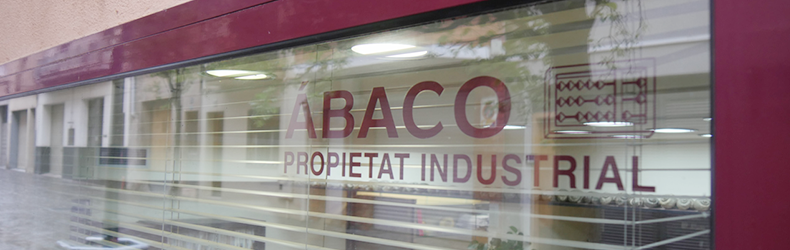 ÁBACO
PROPIETAT INDUSTRIAL